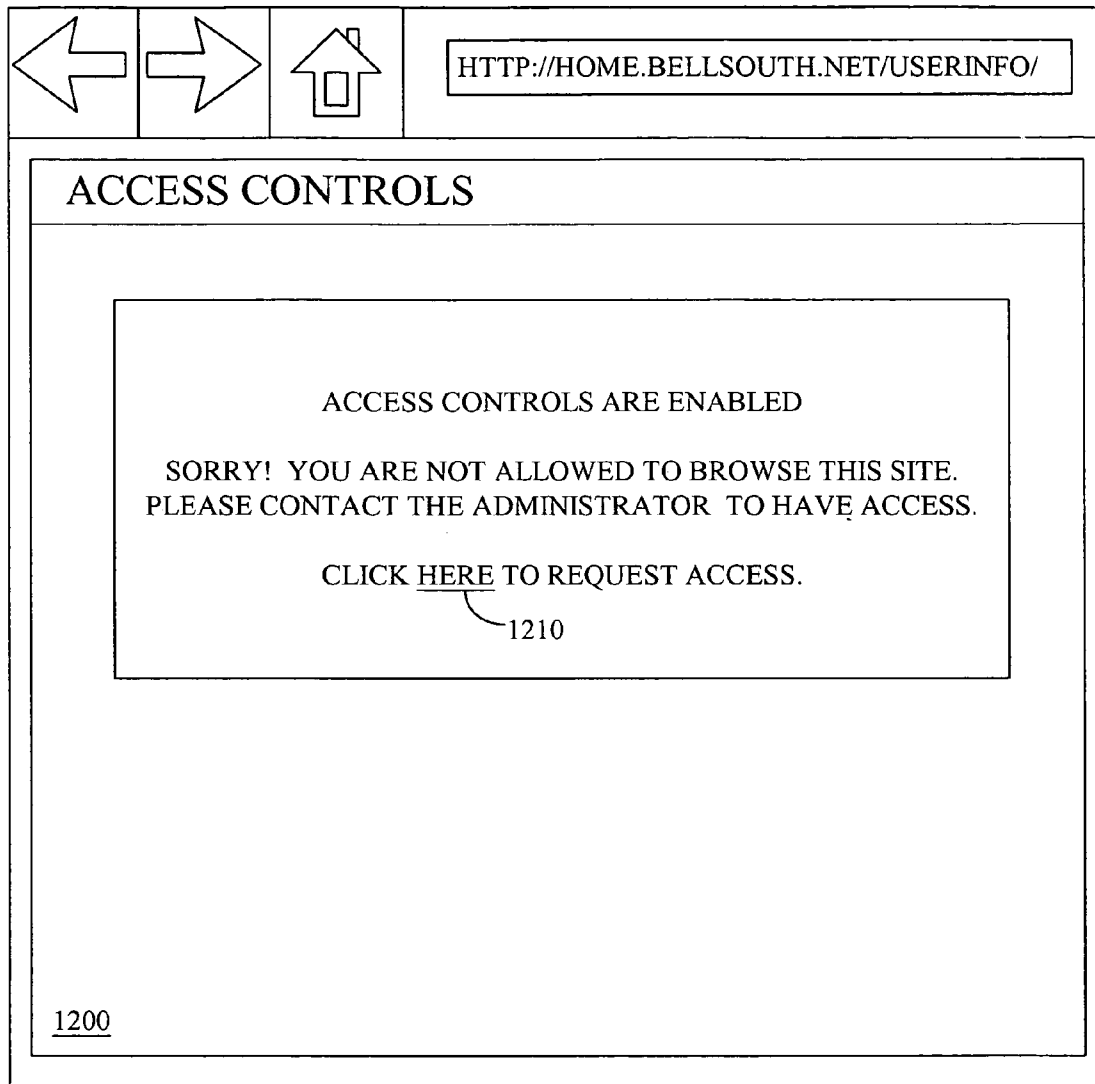 HTTP://HOME.BELLSOUTH.NET/USERINFO/
ACCESS CONTROLS
ACCESS CONTROLS ARE ENABLED
SORRY! YOU ARE NOT ALLOWED TO BROWSE THIS SITE.
PLEASE CONTACT THE ADMINISTRATOR TO HAVE ACCESS.
CLICK HERE TO REQUEST ACCESS.
1210
1200